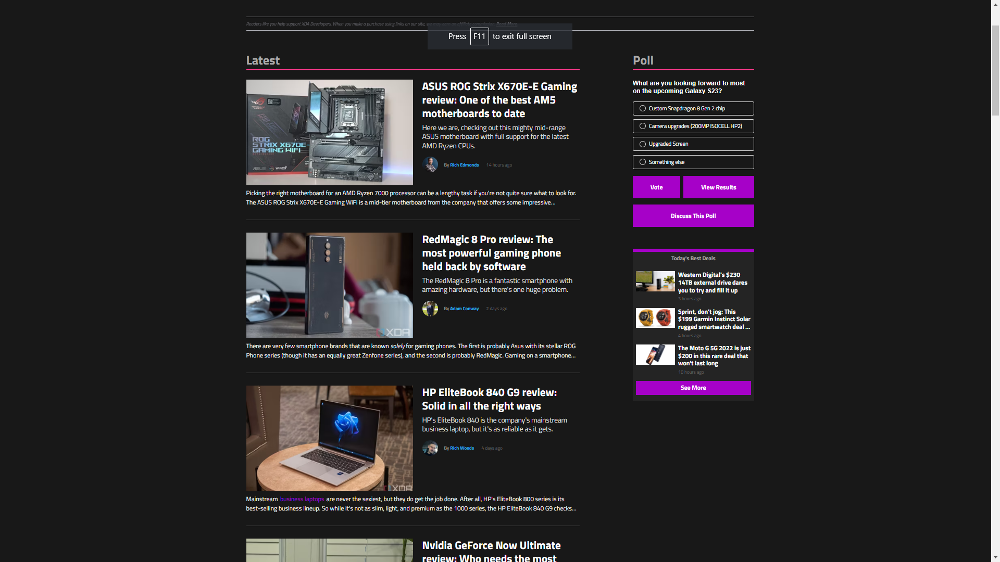 Readers like you help support XDA Developers. When you make a purchase using links on our site, we may earn an affiliate commission. Read More.
Press F11 to exit full screen
Latest
ASUS ROG Strix X670E-E Gaming
review: One of the best AM5
motherboards to date
Here we are, checking out this mighty mid-range
ASUS motherboard with full support for the latest
AMD Ryzen CPUs.
By Rich Edmonds 14 hours ago
ROG
STRIX X670E-
GAMING WIFI
Picking the right motherboard for an AMD Ryzen 7000 processor can be a lengthy task if you're not quite sure what to look for.
The ASUS ROG Strix X670E-E Gaming WiFi is a mid-tier motherboard from the company that offers some impressive...
RedMagic 8 Pro review: The
most powerful gaming phone
held back by software
The RedMagic 8 Pro is a fantastic smartphone with
amazing hardware, but there's one huge problem.
By Adam Conway 2 days ago
XDA
There are very few smartphone brands that are known solely for gaming phones. The first is probably Asus with its stellar ROG
Phone series (though it has an equally great Zenfone series), and the second is probably RedMagic. Gaming on a smartphone...
HP EliteBook 840 G9 review:
Solid in all the right ways
HP's EliteBook 840 is the company's mainstream
business laptop, but it's as reliable as it gets.
By Rich Woods 4 days ago
XDA
Mainstream business laptops are never the sexiest, but they do get the job done. After all, HP's EliteBook 800 series is its
best-selling business lineup. So while it's not as slim, light, and premium as the 1000 series, the HP EliteBook 840 G9 checks...
Nvidia GeForce Now Ultimate
review: Who needs the most
Poll
What are you looking forward to most
on the upcoming Galaxy S23?
Custom Snapdragon 8 Gen 2 chip
Camera upgrades (200MP ISOCELL HP2)
Upgraded Screen
Something else
Vote View Results
Discuss This Poll
Today's Best Deals
Western Digital's $230
14TB external drive dares
you to try and fill it up
3 hours ago
Sprint, don’t jog: This
$199 Garmin Instinct Solar
rugged smartwatch deal ...
4 hours ago
The Moto G 5G 2022 is just
$200 in this rare deal that
won't last long
10 hours ago
See More